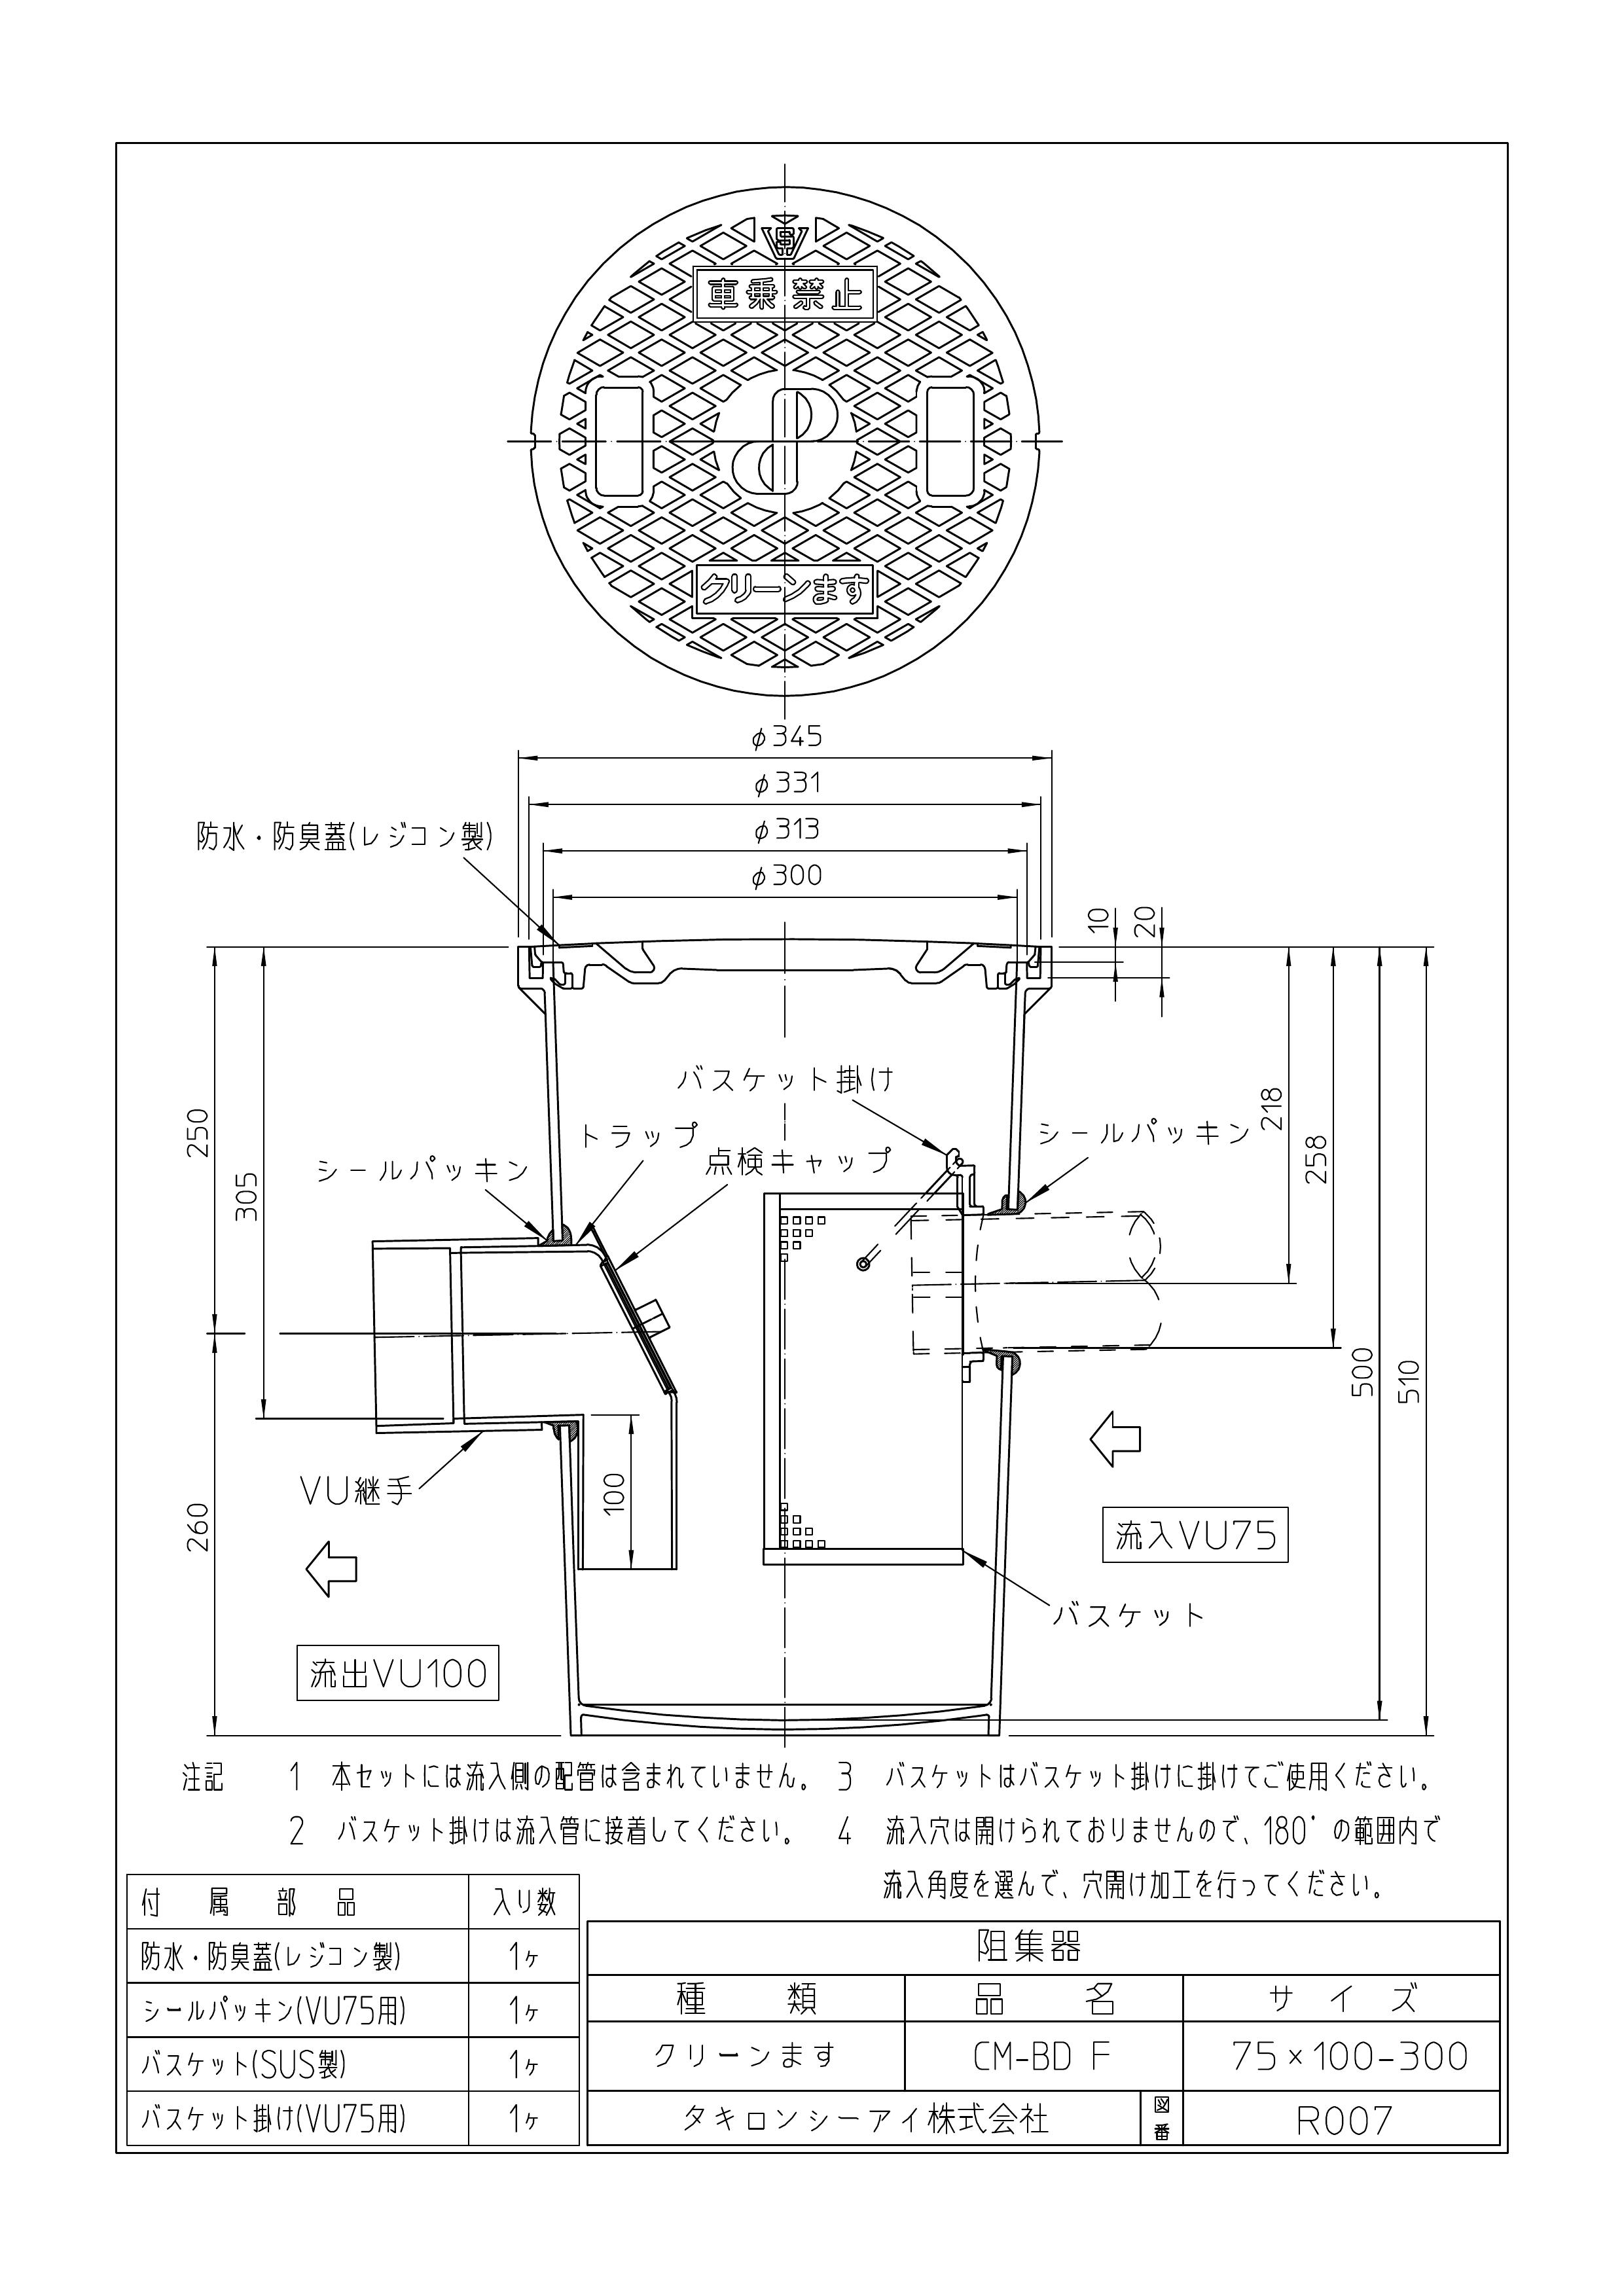 車乗禁止
クリーンます
φ345
φ331
φ313
φ300
防水・防臭蓋(レジコン製)
10
20
バスケット掛け
トラップ
点検キャップ
シールパッキン
シールパッキン
250
305
218
258
500
510
VU継手
100
260
流入VU75
バスケット
流出VU100
注記 1 本セットには流入側の配管は含まれていません。
2 バスケット掛けは流入管に接着してください。
3 バスケットはバスケット掛けに掛けてご使用ください。
4 流入穴は開けられておりませんので、180°の範囲内で
流入角度を選んで、穴開け加工を行ってください。
付属部品 入り数
防水・防臭蓋(レジコン製) 1ヶ
シールパッキン(VU75用) 1ヶ
バスケット(SUS製) 1ヶ
バスケット掛け(VU75用) 1ヶ
阻集器
種類 品名 サイズ
クリーンます CM-BD F 75×100-300
タキロンシーアイ株式会社 図番 R007